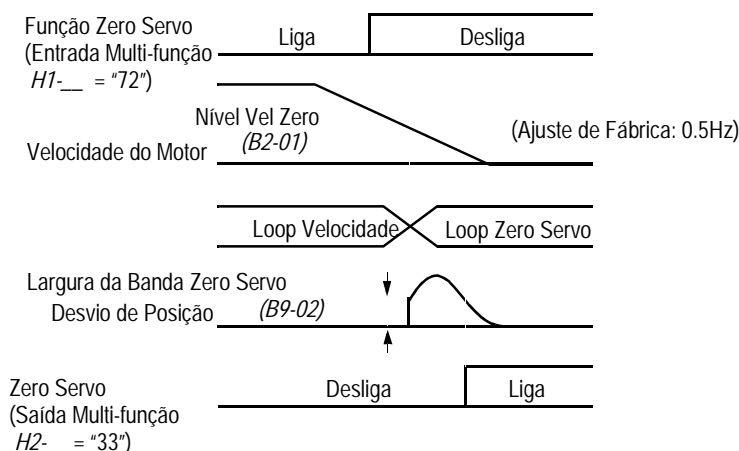 Função Zero Servo
(Entrada Multi-função
H1-__ = “72”)
Liga
Desliga
Nível Vel Zero
(B2-01)
(Ajuste de Fábrica: 0.5Hz)
Velocidade do Motor
Loop Velocidade
Loop Zero Servo
Largura da Banda Zero Servo
Desvio de Posição
(B9-02)
Zero Servo
(Saída Multi-função
H2- = “33”)
Desliga
Liga